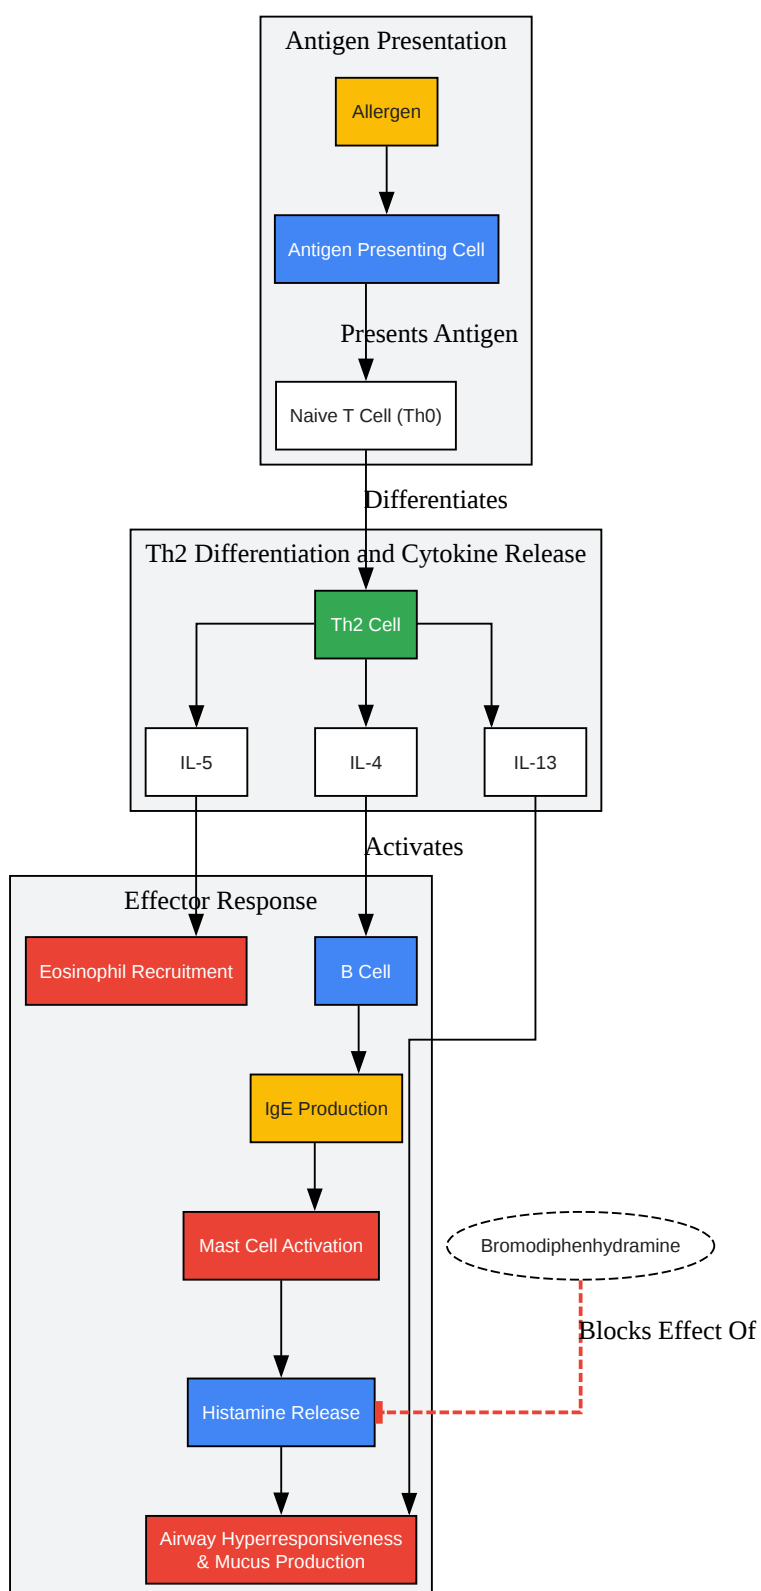 Antigen Presentation
Allergen
Antigen Presenting Cell
Presents Antigen
Naive T Cell (Th0)
Differentiates
Th2 Differentiation and Cytokine Release
Th2 Cell
IL-5
IL-4
IL-13
Activates
Effector Response
Eosinophil Recruitment
B Cell
IgE Production
Mast Cell Activation
Bromodiphenhydramine
Blocks Effect Of
Histamine Release
Airway Hyperresponsiveness
& Mucus Production